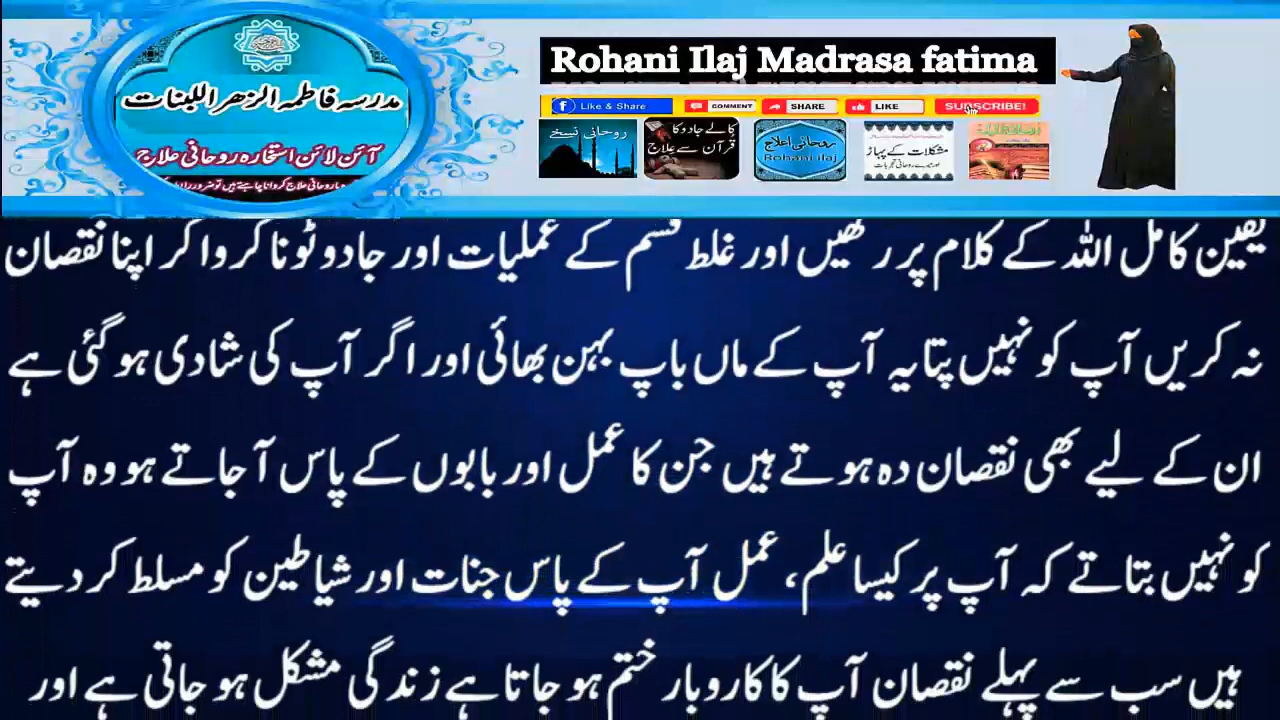 مدرسہ فاطمہ الزھرا للبنات
آئن لائن استخارہ روحانی علاج
Rohani Ilaj Madrasa fatima
Like & Share
COMMENT
SHARE
LIKE
SUBSCRIBE!
روحانی نسخ
کالے جادو کا
قرآن سے علاج
روحانی علاج
Rohani ilaj
مشکلات کے پہاڑ
یقین کامل اللہ کے کلام پر رکھیں اور غلط قسم کے عملیات اور جادو ٹونا کروا کر اپنا نقصان
نہ کریں آپ کو نہیں پتا یہ آپ کے ماں باپ بہن بھائی اور اگر آپ کی شادی ہو گئی ہے
ان کے لیے بھی نقصان دہ ہوتے ہیں جن کا عمل اور بابوں کے پاس آ جاتے ہو وہ آپ
کو نہیں بتاتے کہ آپ پر کیسا علم، عمل آپ کے پاس جنات اور شیاطین کو مسلط کر دیتے
ہیں سب سے پہلے نقصان آپ کا کاروبار ختم ہو جاتا ہے زندگی مشکل ہو جاتی ہے اور